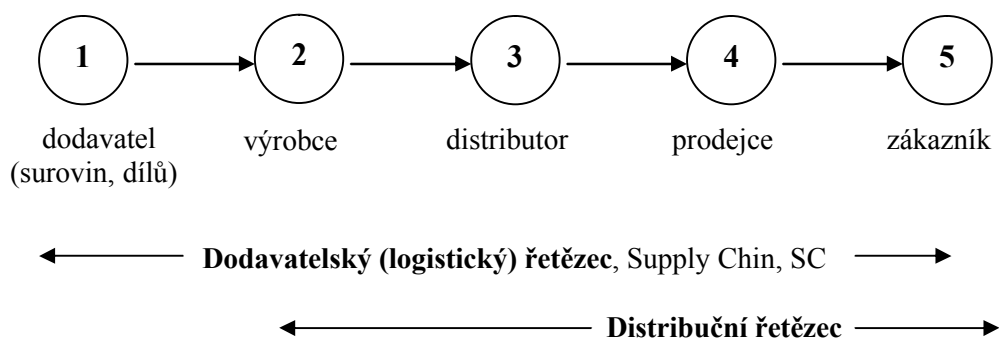 1 2 3 4 5
dodavatel výrobce distributor prodejce zákazník
(surovin, dílů)
Dodavatelský (logistický) řetězec, Supply Chin, SC
Distribuční řetězec